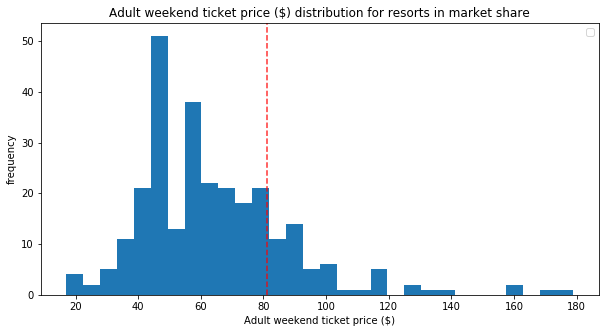 Adult weekend ticket price ($) distribution for resorts in market share
50
40
30
20
10
0
frequency
20 40 60 80 100 120 140 160 180
Adult weekend ticket price ($)